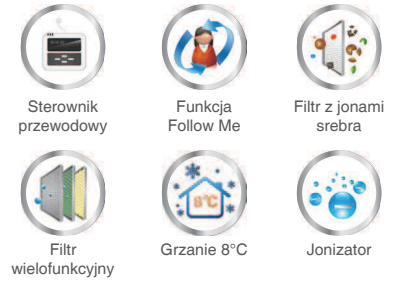 Sterownik
przewodowy
Funkcja
Follow Me
Filtr z jonami
srebra
8°C
Filtr
wielofunkcyjny
Grzanie 8°C
Jonizator